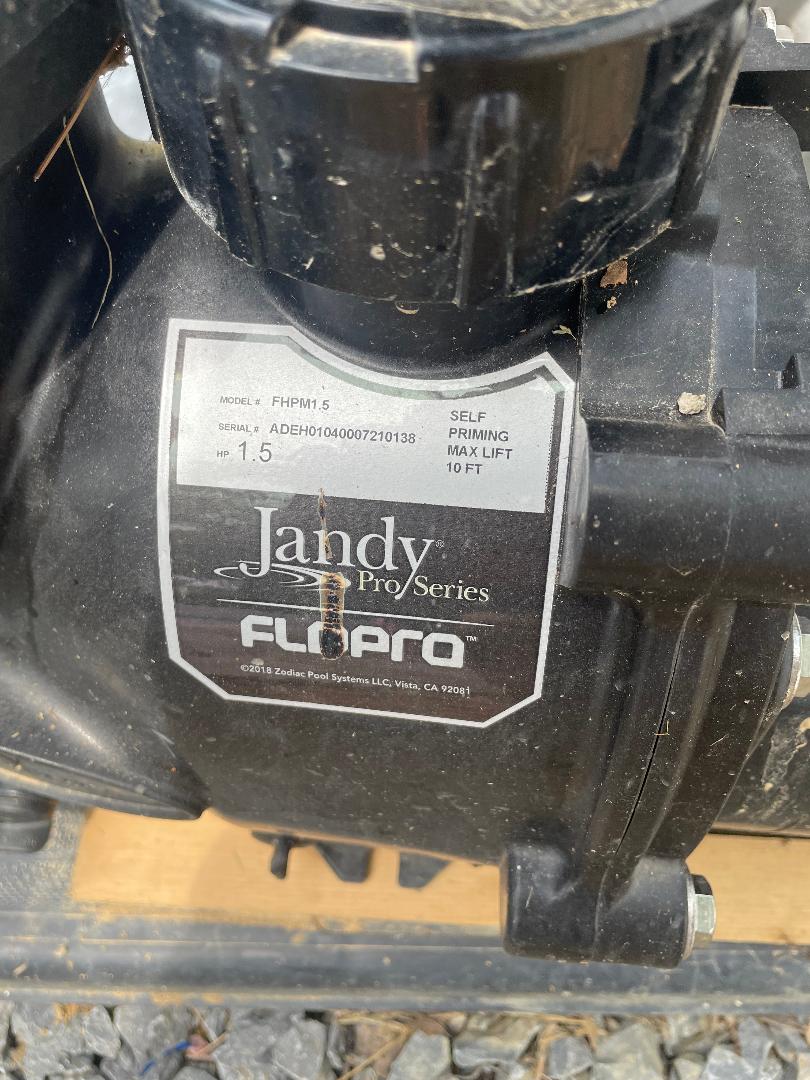 MODEL # FHPM1.5
SERIAL # ADEH01040007210138
HP 1.5
SELF
PRIMING
MAX LIFT
10 FT
Jandy®
Pro Series
FLOPRO™
©2018 Zodiac Pool Systems LLC, Vista, CA 92081